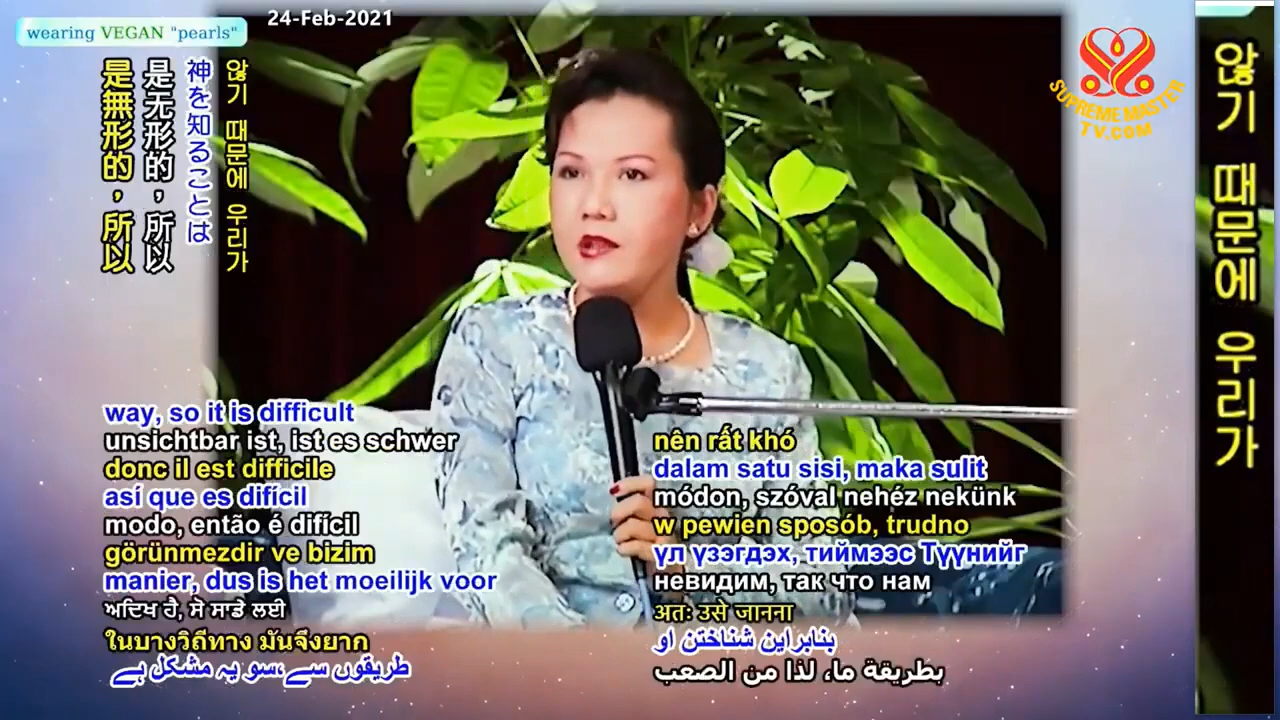 wearing VEGAN "pearls"
24-Feb-2021
SUPREME MASTER
TV.COM
않기 때문에 우리가
神を知ることは
是无形的，所以
是無形的，所以
않기 때문에 우리가
way, so it is difficult
unsichtbar ist, ist es schwer
donc il est difficile
así que es difícil
modo, então é difícil
görünmezdir ve bizim
manier, dus is het moeilijk voor
ਅਦਿਖ ਹੈ, ਸੋ ਸਾਡੇ ਲਈ
ในบางวิถีทาง มันจึงยาก
طریقوں سے،سو یہ مشکل ہے
nên rất khó
dalam satu sisi, maka sulit
módon, szóval nehéz nekünk
w pewien sposób, trudno
үл үзэгдэх, тиймээс Түүнийг
невидим, так что нам
अतः उसे जानना
بنابراین شناختن او
بطريقة ما، لذا من الصعب